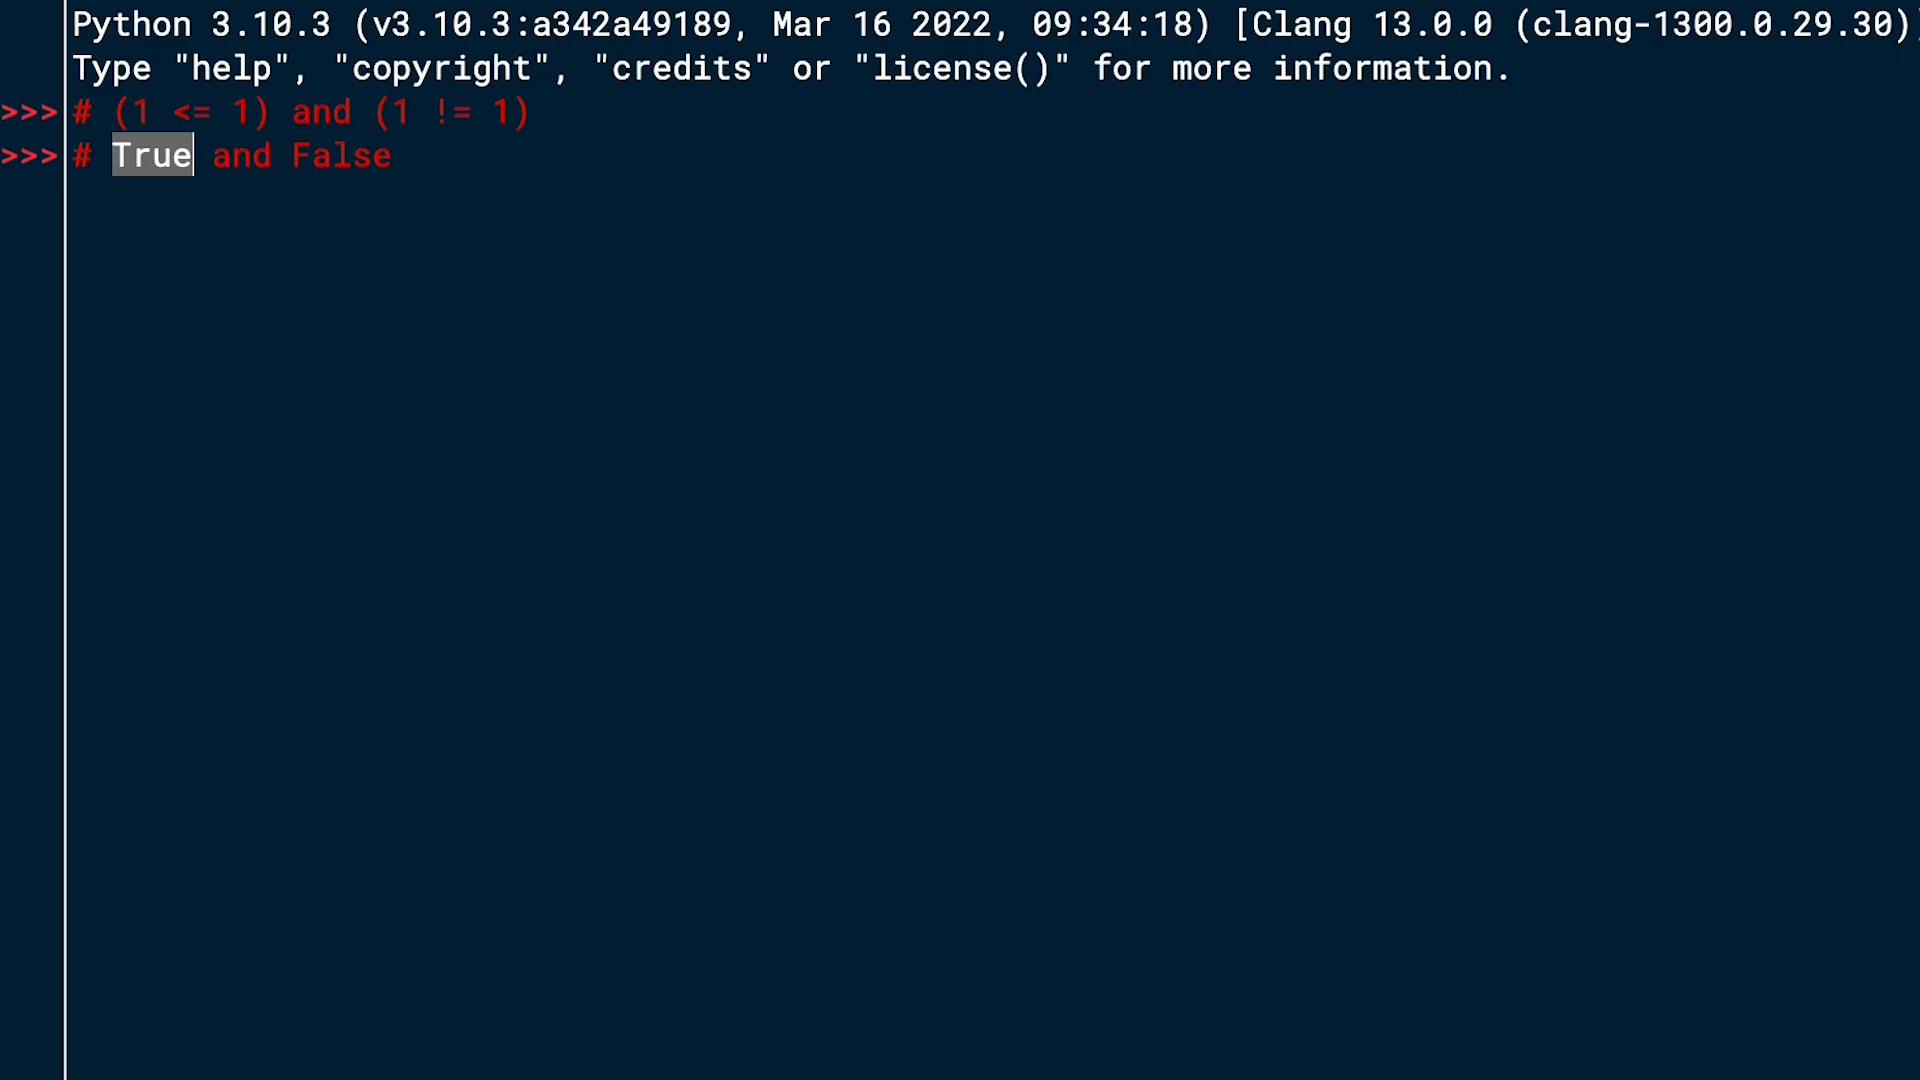 Python 3.10.3 (v3.10.3:a342a49189, Mar 16 2022, 09:34:18) [Clang 13.0.0 (clang-1300.0.29.30)]
Type "help", "copyright", "credits" or "license()" for more information.
>>> # (1 <= 1) and (1 != 1)
>>> # True and False